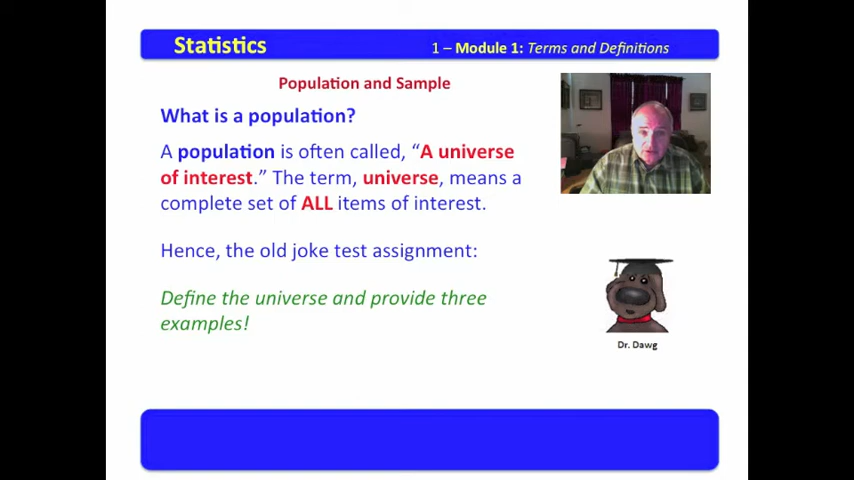 Statistics
1 – Module 1: Terms and Definitions
Population and Sample
What is a population?
A population is often called, “A universe
of interest.” The term, universe, means a
complete set of ALL items of interest.
Hence, the old joke test assignment:
Define the universe and provide three
examples!
Dr. Dawg